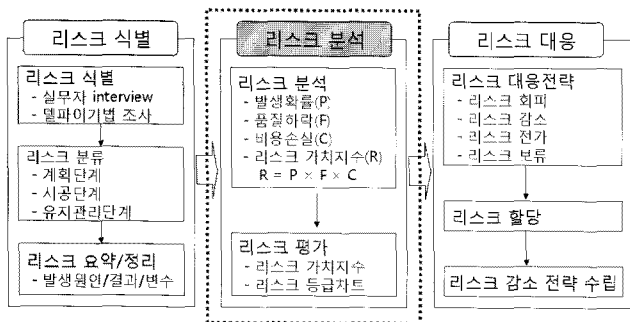 리스크 식별
리스크 식별
- 실무자 interview
- 델파이기법 조사
리스크 분류
- 계획단계
- 시공단계
- 유지관리단계
리스크 요약/정리
- 발생원인/결과/변수
리스크 분석
리스크 분석
- 발생확률(P)
- 품질하락(F)
- 비용손실(C)
- 리스크 가치지수(R)
R = P × F × C
리스크 평가
- 리스크 가치지수
- 리스크 등급차트
리스크 대응
리스크 대응전략
- 리스크 회피
- 리스크 감소
- 리스크 전가
- 리스크 보류
리스크 할당
리스크 감소 전략 수립